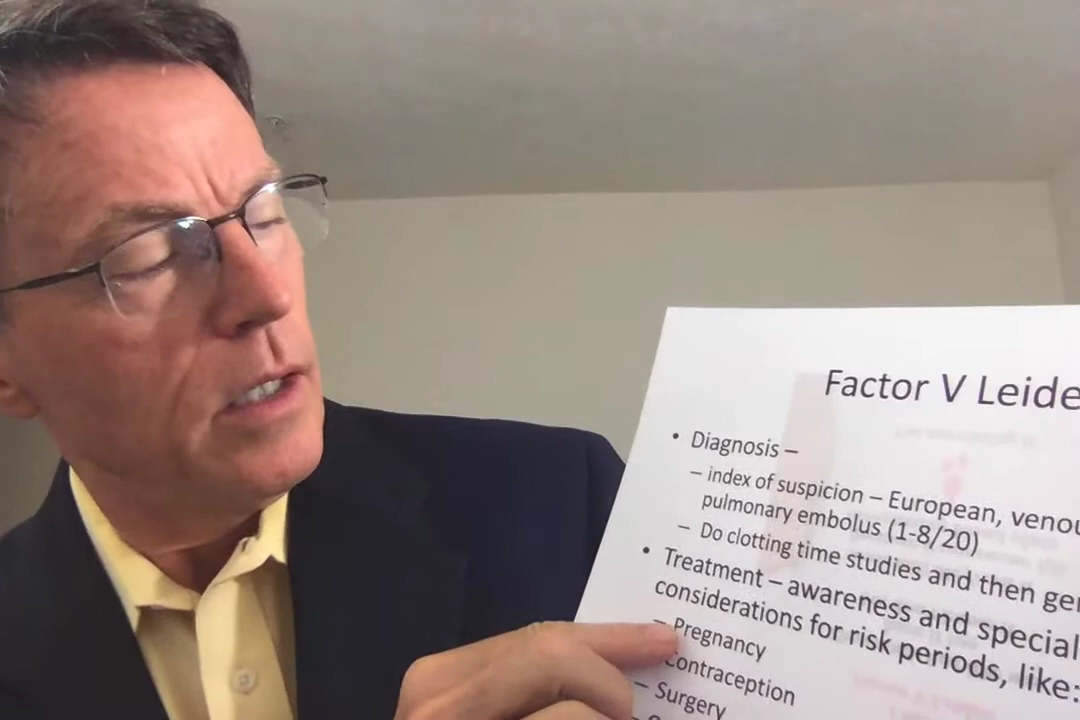 Factor V Leide
• Diagnosis –
– index of suspicion – European, venou
pulmonary embolus (1-8/20)
– Do clotting time studies and then ge
• Treatment – awareness and special
considerations for risk periods, like:
– Pregnancy
Contraception
– Surgery